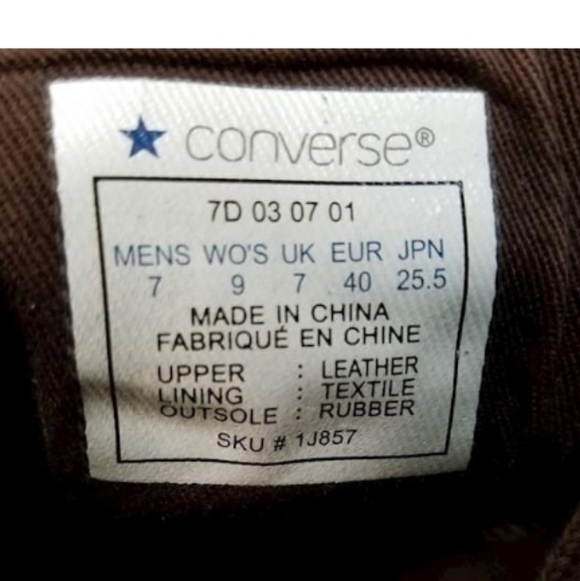 converse®
7D 03 07 01
MENS WO'S UK EUR JPN
7 9 7 40 25.5
MADE IN CHINA
FABRIQUÉ EN CHINE
UPPER : LEATHER
LINING : TEXTILE
OUTSOLE : RUBBER
SKU # 1J857